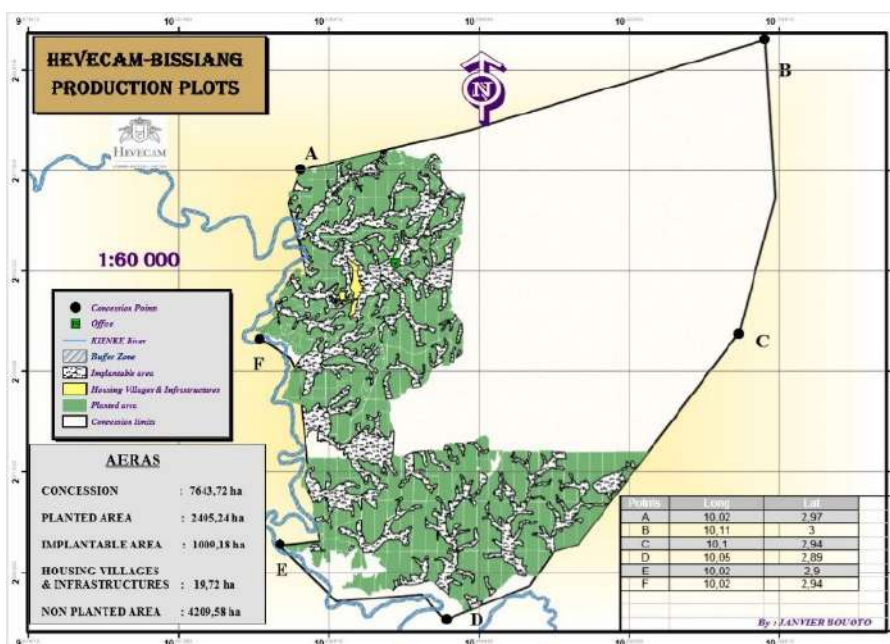 HEVECAM-BISSIANG
PRODUCTION PLOTS
HEVECAM
N
A
B
C
D
E
F
1:60 000
Concession Points
Office
KIENKE River
Buffer Zone
Implantable area
Housing Villages & Infrastructures
Planted area
Concession limits
AERAS
CONCESSION : 7643,72 ha
PLANTED AREA : 2405,24 ha
IMPLANTABLE AREA : 1009,18 ha
HOUSING VILLAGES
& INFRASTRUCTURES : 19,72 ha
NON PLANTED AREA : 4209,58 ha
Points Long Lat
A 10,02 2,97
B 10,11 3
C 10,1 2,94
D 10,05 2,89
E 10,02 2,9
F 10,02 2,94
By : JANVIER BOUOTO